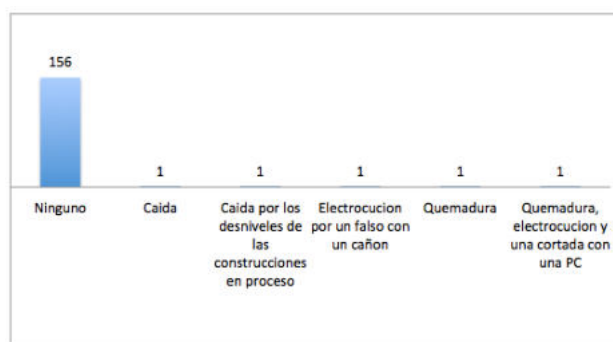 156
1
1
1
1
1
Ninguno
Caida
Caida por los
desniveles de
las
construcciones
en proceso
Electrocucion
por un falso con
un cañon
Quemadura
Quemadura,
electrocucion y
una cortada con
una PC